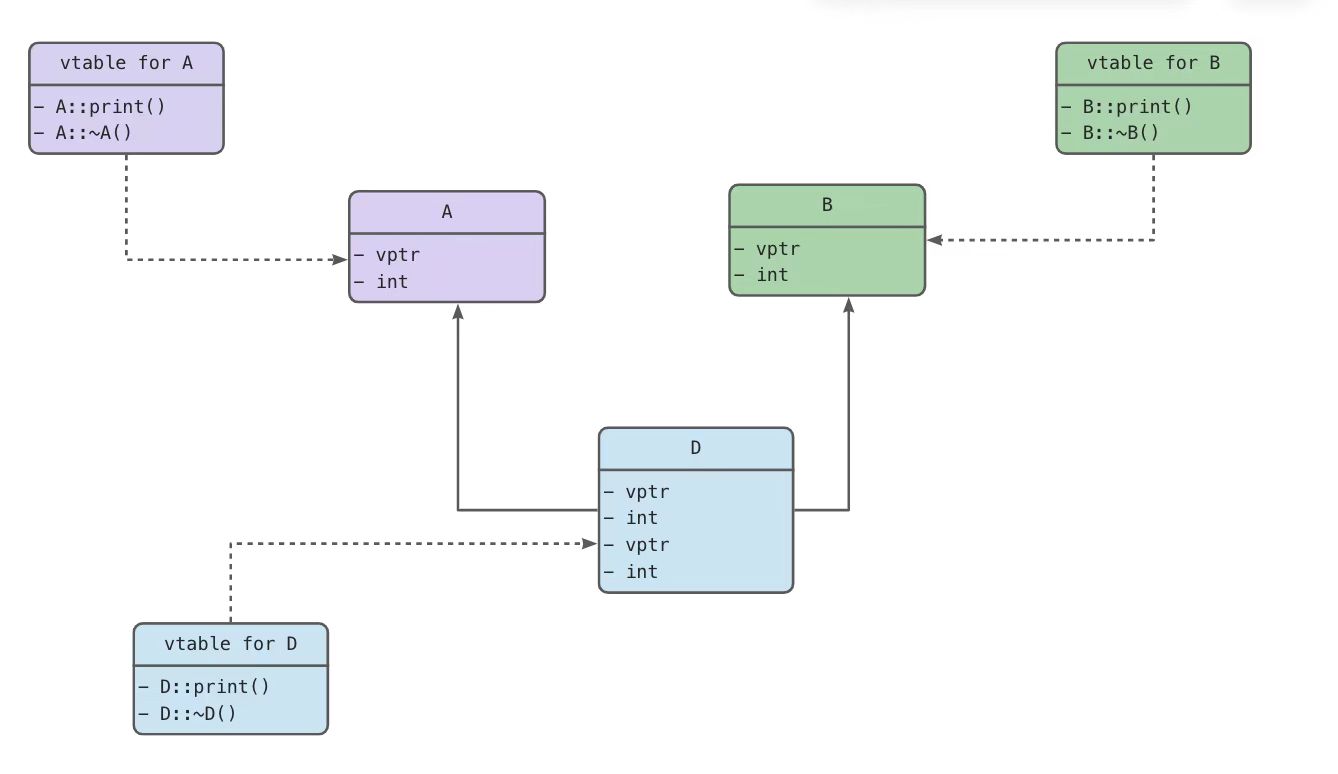 vtable for A
– A::print()
– A::~A()
vtable for B
– B::print()
– B::~B()
A
– vptr
– int
B
– vptr
– int
D
– vptr
– int
– vptr
– int
vtable for D
– D::print()
– D::~D()